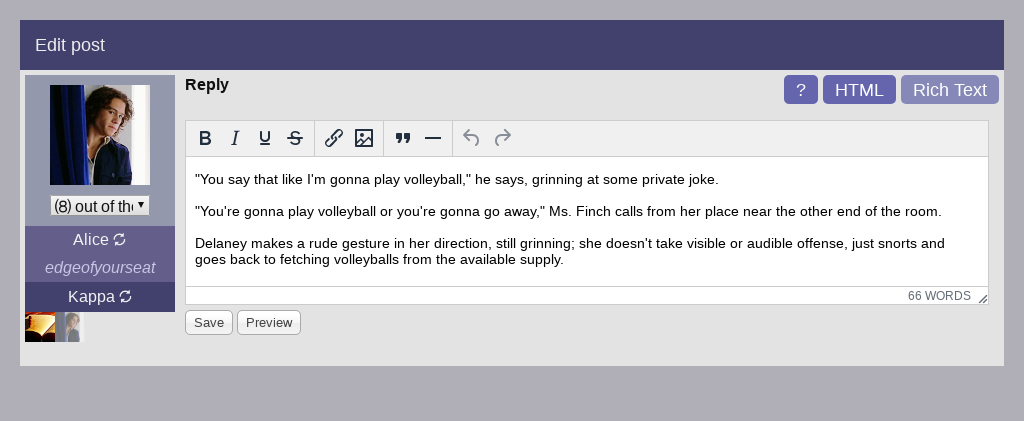 Edit post
Reply
? HTML Rich Text
B I U S
(8) out of the
Alice
edgeofyourseat
Kappa
"You say that like I'm gonna play volleyball," he says, grinning at some private joke.
"You're gonna play volleyball or you're gonna go away," Ms. Finch calls from her place near the other end of the room.
Delaney makes a rude gesture in her direction, still grinning; she doesn't take visible or audible offense, just snorts and
goes back to fetching volleyballs from the available supply.
66 WORDS
Save Preview